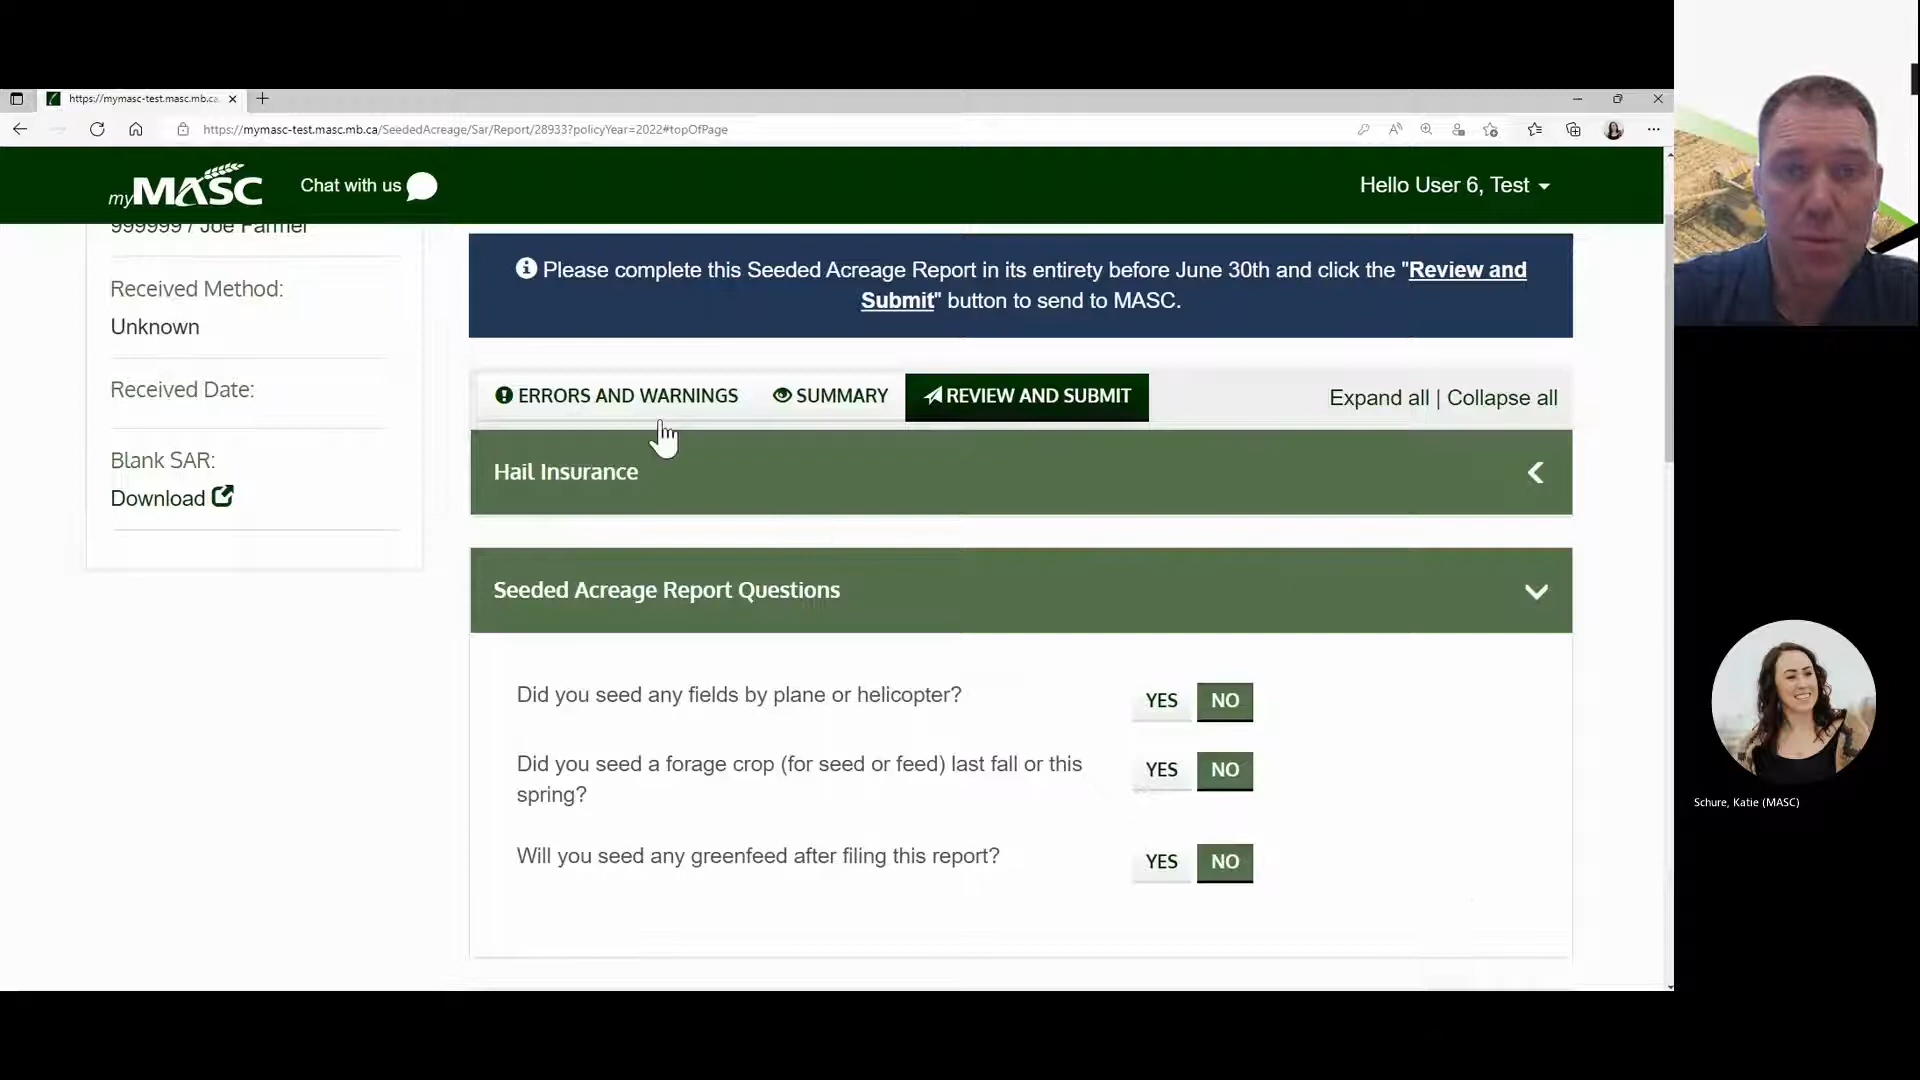 https://mymasc-test.masc.mb.ca
https://mymasc-test.masc.mb.ca/SeededAcreage/Sar/Report/28933?policyYear=2022#topOfPage
myMASC
Chat with us
Hello User 6, Test
999999 / Joe Farmer
Received Method:
Unknown
Received Date:
Blank SAR:
Download
Please complete this Seeded Acreage Report in its entirety before June 30th and click the "Review and
Submit" button to send to MASC.
ERRORS AND WARNINGS
SUMMARY
REVIEW AND SUBMIT
Expand all | Collapse all
Hail Insurance
Seeded Acreage Report Questions
Did you seed any fields by plane or helicopter?
YES NO
Did you seed a forage crop (for seed or feed) last fall or this
spring?
YES NO
Will you seed any greenfeed after filing this report?
YES NO
Schure, Katie (MASC)